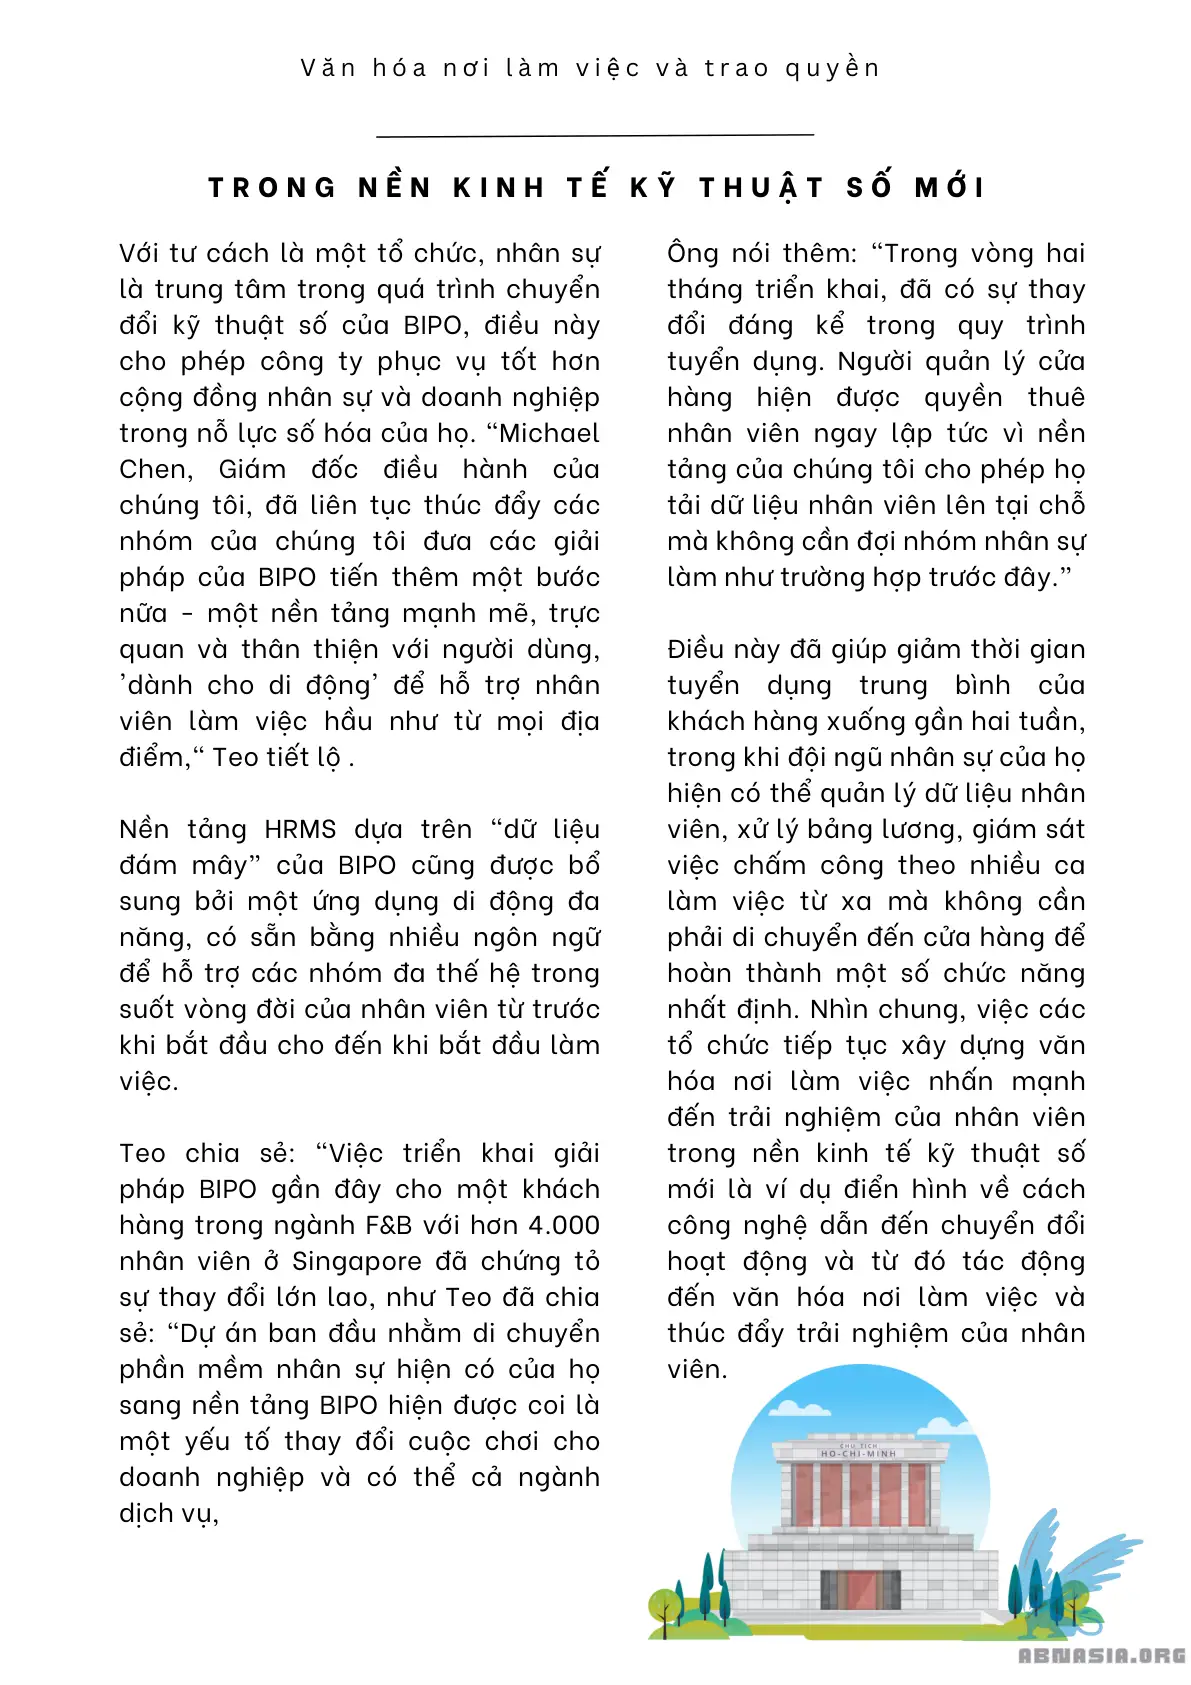 Văn hóa nơi làm việc và trao quyền
TRONG NỀN KINH TẾ KỸ THUẬT SỐ MỚI
Với tư cách là một tổ chức, nhân sự
là trung tâm trong quá trình chuyển
đổi kỹ thuật số của BIPO, điều này
cho phép công ty phục vụ tốt hơn
cộng đồng nhân sự và doanh nghiệp
trong nỗ lực số hóa của họ. “Michael
Chen, Giám đốc điều hành của
chúng tôi, đã liên tục thúc đẩy các
nhóm của chúng tôi đưa các giải
pháp của BIPO tiến thêm một bước
nữa - một nền tảng mạnh mẽ, trực
quan và thân thiện với người dùng,
'dành cho di động' để hỗ trợ nhân
viên làm việc hầu như từ mọi địa
điểm,“ Teo tiết lộ .
Nền tảng HRMS dựa trên “dữ liệu
đám mây” của BIPO cũng được bổ
sung bởi một ứng dụng di động đa
năng, có sẵn bằng nhiều ngôn ngữ
để hỗ trợ các nhóm đa thế hệ trong
suốt vòng đời của nhân viên từ trước
khi bắt đầu cho đến khi bắt đầu làm
việc.
Teo chia sẻ: “Việc triển khai giải
pháp BIPO gần đây cho một khách
hàng trong ngành F&B với hơn 4.000
nhân viên ở Singapore đã chứng tỏ
sự thay đổi lớn lao, như Teo đã chia
sẻ: “Dự án ban đầu nhằm di chuyển
phần mềm nhân sự hiện có của họ
sang nền tảng BIPO hiện được coi là
một yếu tố thay đổi cuộc chơi cho
doanh nghiệp và có thể cả ngành
dịch vụ,
Ông nói thêm: “Trong vòng hai
tháng triển khai, đã có sự thay
đổi đáng kể trong quy trình
tuyển dụng. Người quản lý cửa
hàng hiện được quyền thuê
nhân viên ngay lập tức vì nền
tảng của chúng tôi cho phép họ
tải dữ liệu nhân viên lên tại chỗ
mà không cần đợi nhóm nhân sự
làm như trường hợp trước đây.”
Điều này đã giúp giảm thời gian
tuyển dụng trung bình của
khách hàng xuống gần hai tuần,
trong khi đội ngũ nhân sự của họ
hiện có thể quản lý dữ liệu nhân
viên, xử lý bảng lương, giám sát
việc chấm công theo nhiều ca
làm việc từ xa mà không cần
phải di chuyển đến cửa hàng để
hoàn thành một số chức năng
nhất định. Nhìn chung, việc các
tổ chức tiếp tục xây dựng văn
hóa nơi làm việc nhấn mạnh
đến trải nghiệm của nhân viên
trong nền kinh tế kỹ thuật số
mới là ví dụ điển hình về cách
công nghệ dẫn đến chuyển đổi
hoạt động và từ đó tác động
đến văn hóa nơi làm việc và
thúc đẩy trải nghiệm của nhân
viên.
CHU TICH
HO-CHI-MINH
ABNASIA.ORG